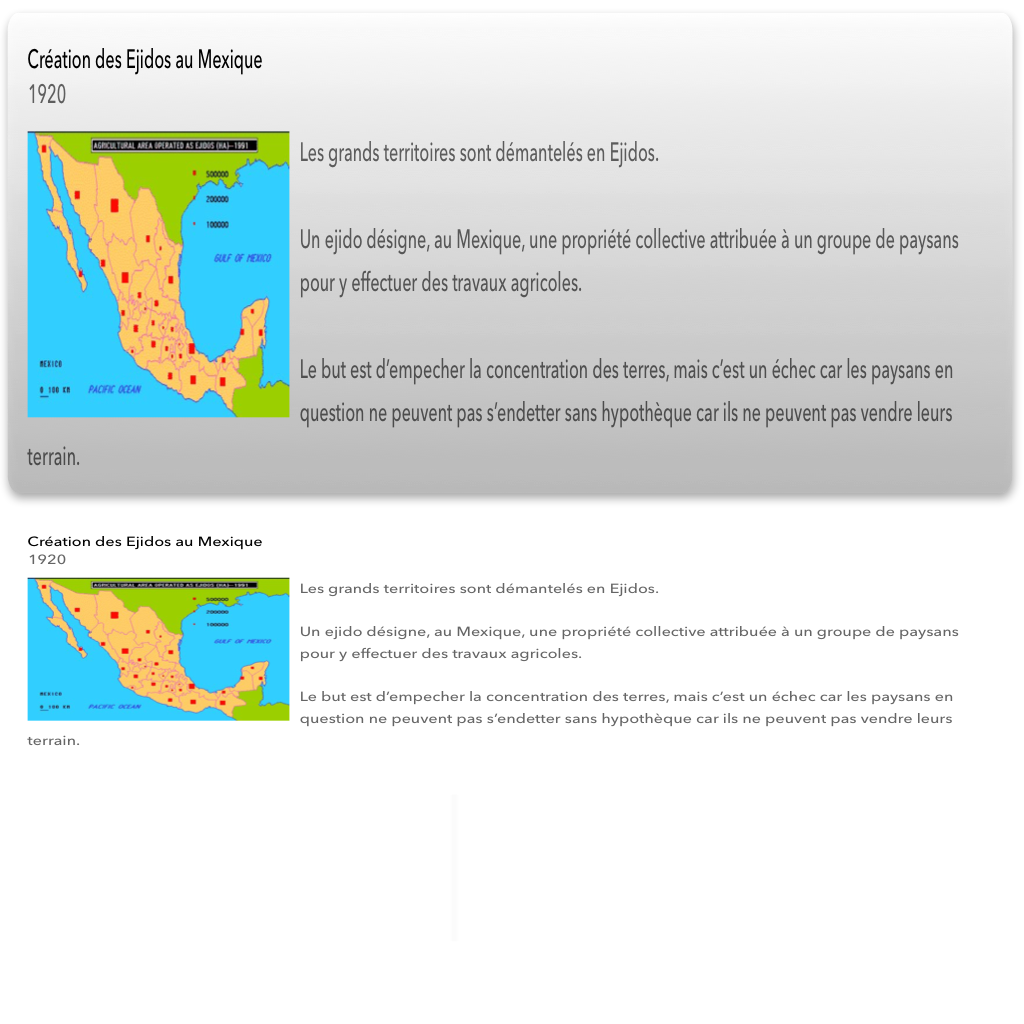 Création des Ejidos au Mexique
1920
AGRICULTURAL AREA OPERATED AS EJIDOS (HA)-1991
500000
200000
100000
GULF OF MEXICO
MEXICO
0 100 KM
PACIFIC OCEAN
Les grands territoires sont démantelés en Ejidos.
Un ejido désigne, au Mexique, une propriété collective attribuée à un groupe de paysans
pour y effectuer des travaux agricoles.
Le but est d’empecher la concentration des terres, mais c’est un échec car les paysans en
question ne peuvent pas s’endetter sans hypothèque car ils ne peuvent pas vendre leurs
terrain.
Création des Ejidos au Mexique
1920
AGRICULTURAL AREA OPERATED AS EJIDOS (HA)-1991
500000
200000
100000
GULF OF MEXICO
MEXICO
0 100 KM
PACIFIC OCEAN
Les grands territoires sont démantelés en Ejidos.
Un ejido désigne, au Mexique, une propriété collective attribuée à un groupe de paysans
pour y effectuer des travaux agricoles.
Le but est d’empecher la concentration des terres, mais c’est un échec car les paysans en
question ne peuvent pas s’endetter sans hypothèque car ils ne peuvent pas vendre leurs
terrain.